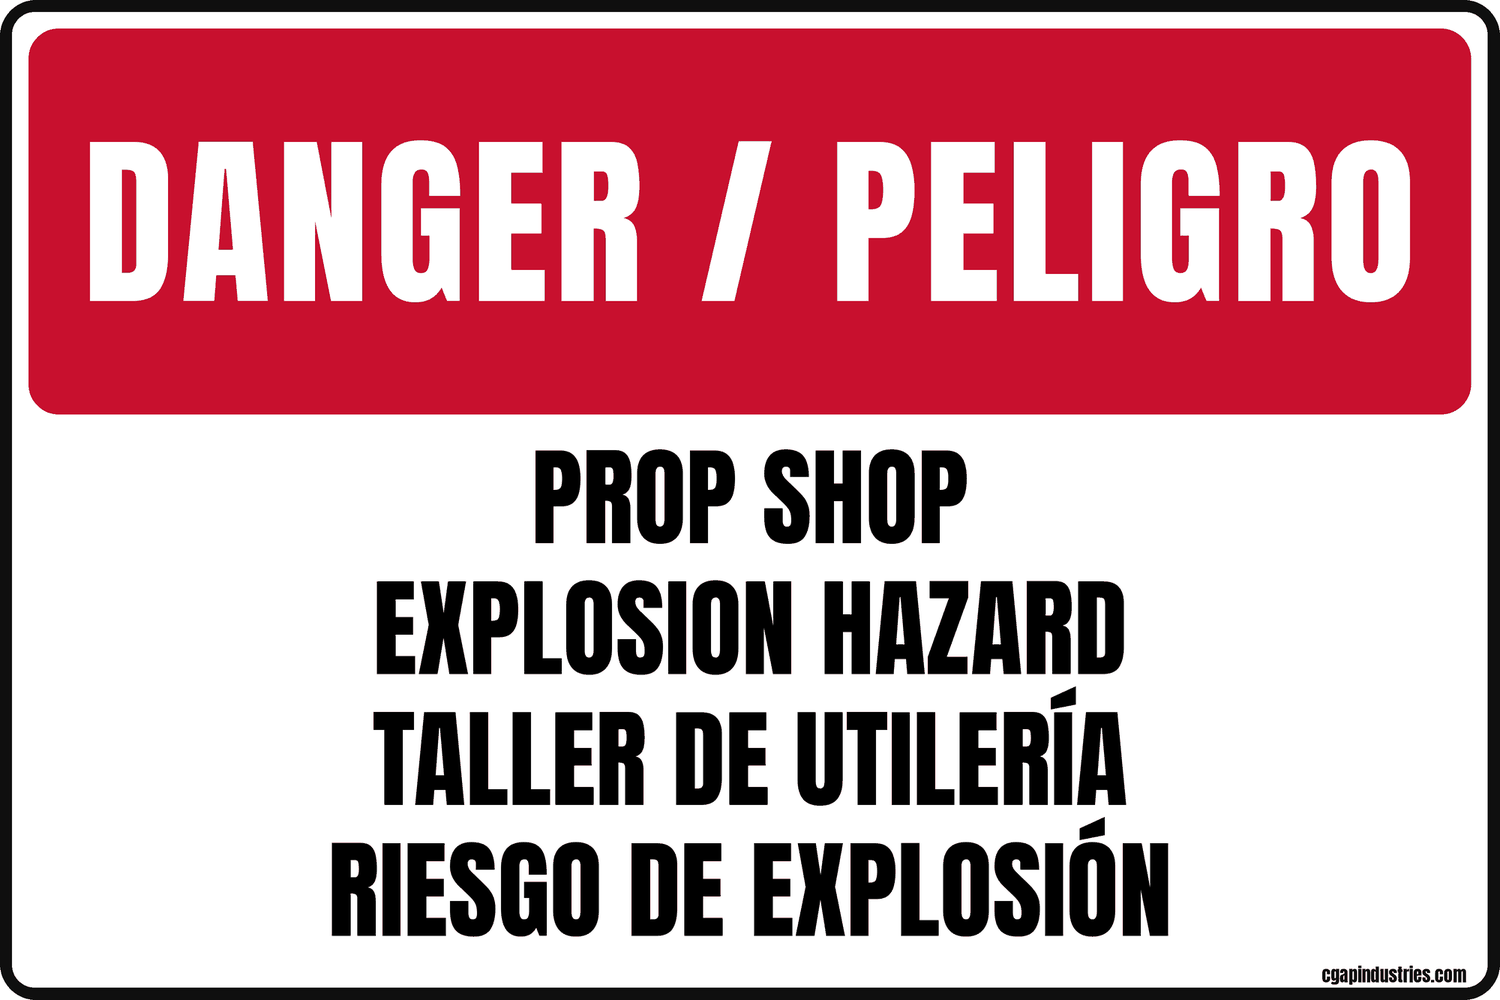 DANGER / PELIGRO
PROP SHOP
EXPLOSION HAZARD
TALLER DE UTILERÍA
RIESGO DE EXPLOSIÓN
cgapindustries.com